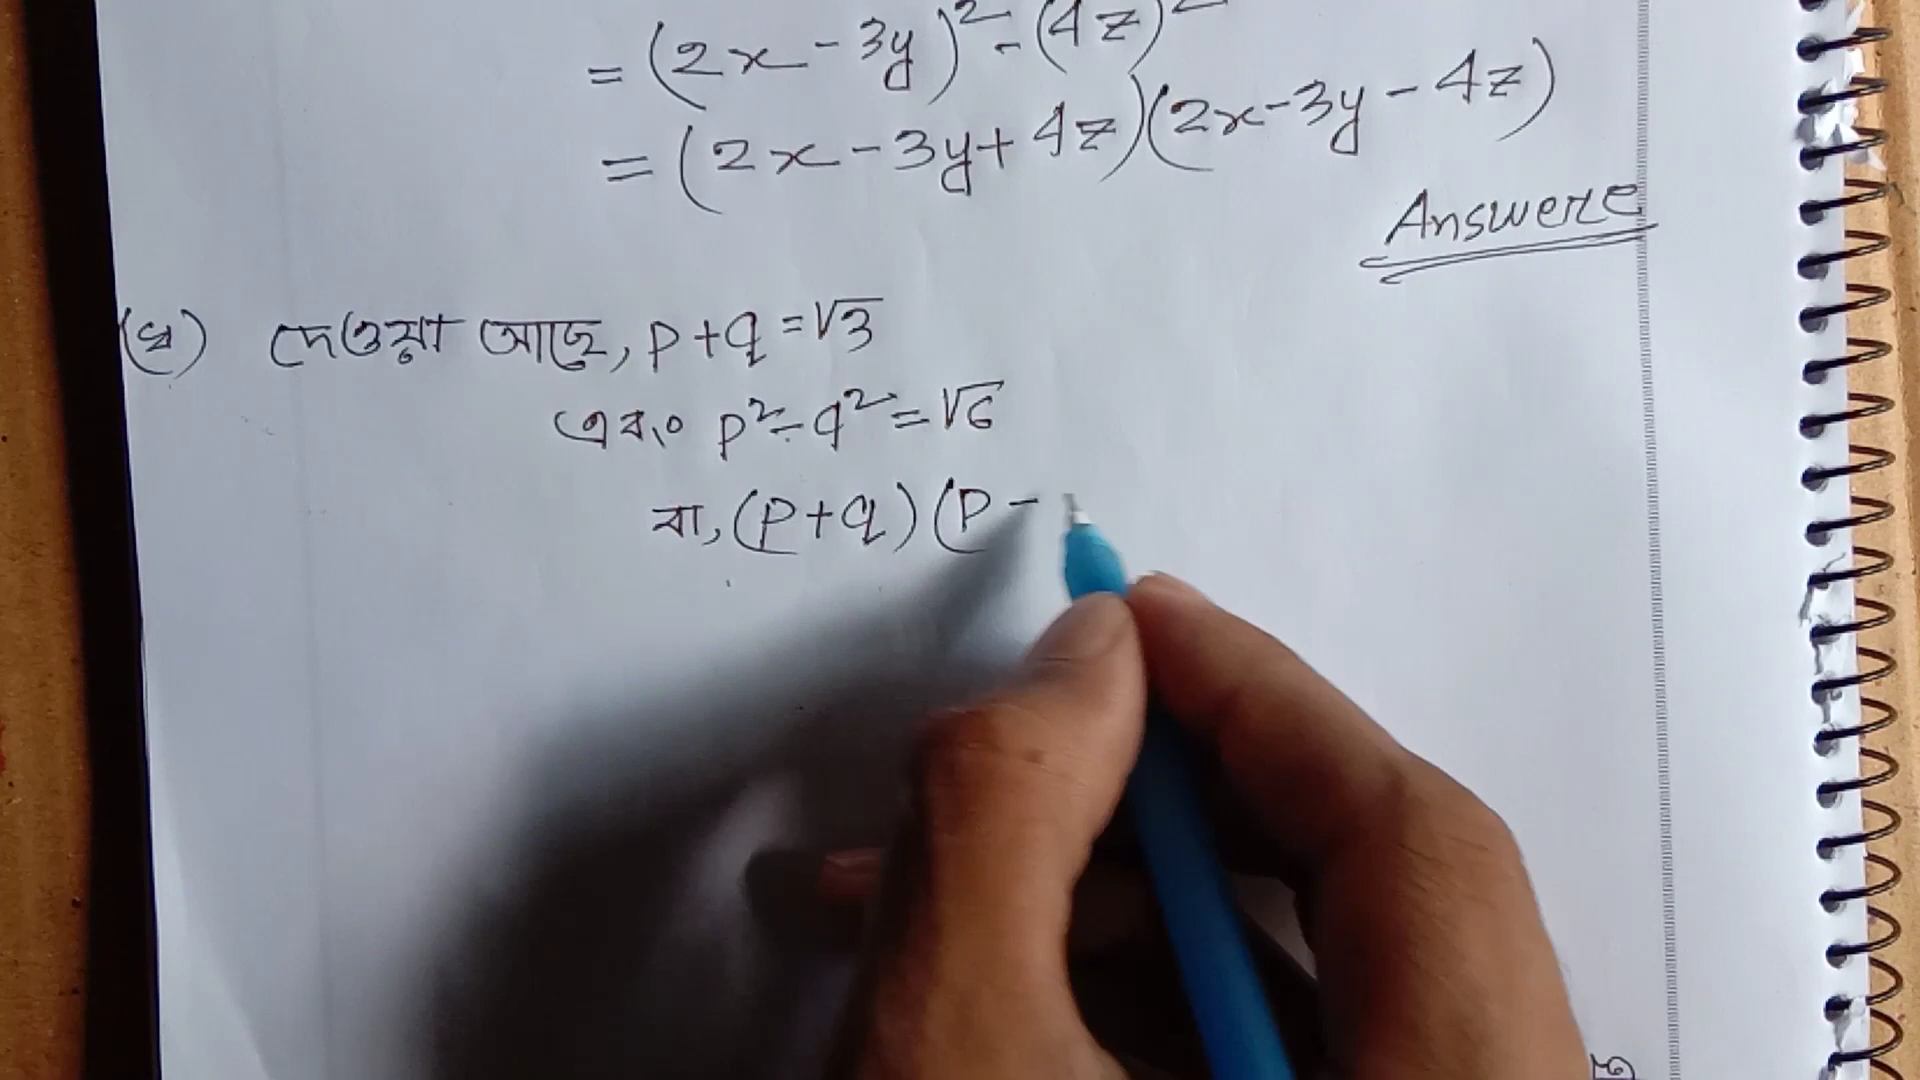 = (2x - 3y)² - (4z)²
= (2x - 3y + 4z)(2x - 3y - 4z)
Answere
(খ) দেওয়া আছে, p + q = √3
এবং p² - q² = √6
বা, (p + q) (p -